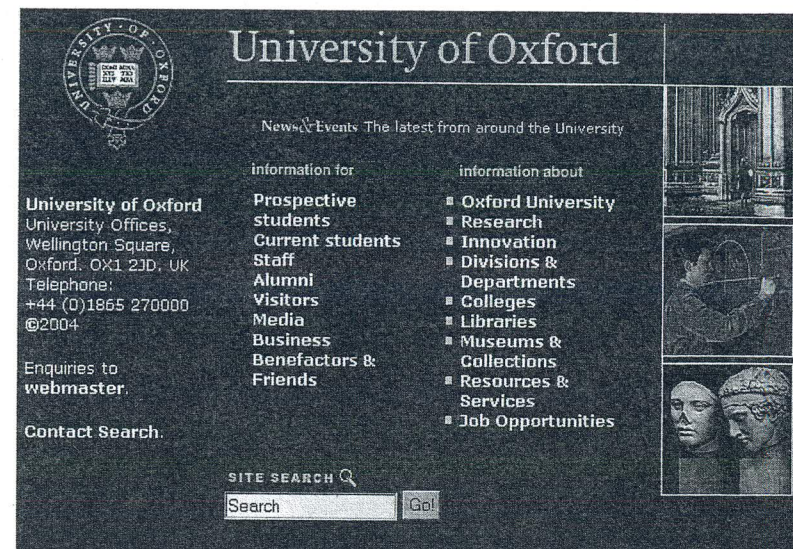 UNIVERSITY OF OXFORD
University of Oxford
News&Events The latest from around the University
University of Oxford
University Offices,
Wellington Square,
Oxford. OX1 2JD, UK
Telephone:
+44 (0)1865 270000
©2004
Enquiries to
webmaster.
Contact Search.
information for
Prospective
students
Current students
Staff
Alumni
Visitors
Media
Business
Benefactors &
Friends
information about
Oxford University
Research
Innovation
Divisions &
Departments
Colleges
Libraries
Museums &
Collections
Resources &
Services
Job Opportunities
SITE SEARCH
Search
Go!